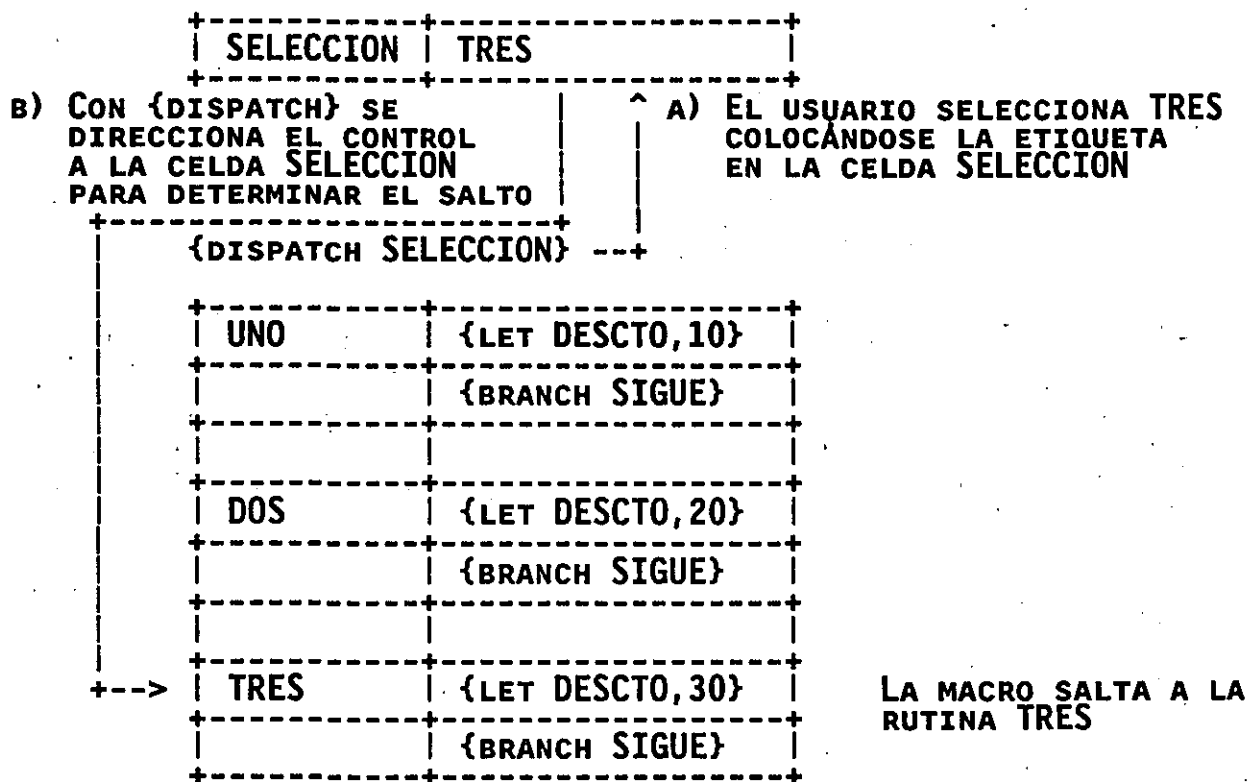 SELECCION TRES
B) CON {DISPATCH} SE
DIRECCIONA EL CONTROL
A LA CELDA SELECCION
PARA DETERMINAR EL SALTO
A) EL USUARIO SELECCIONA TRES
COLOCÁNDOSE LA ETIQUETA
EN LA CELDA SELECCION
{DISPATCH SELECCION}
UNO {LET DESCTO,10}
{BRANCH SIGUE}
DOS {LET DESCTO,20}
{BRANCH SIGUE}
TRES {LET DESCTO,30}
{BRANCH SIGUE}
LA MACRO SALTA A LA
RUTINA TRES